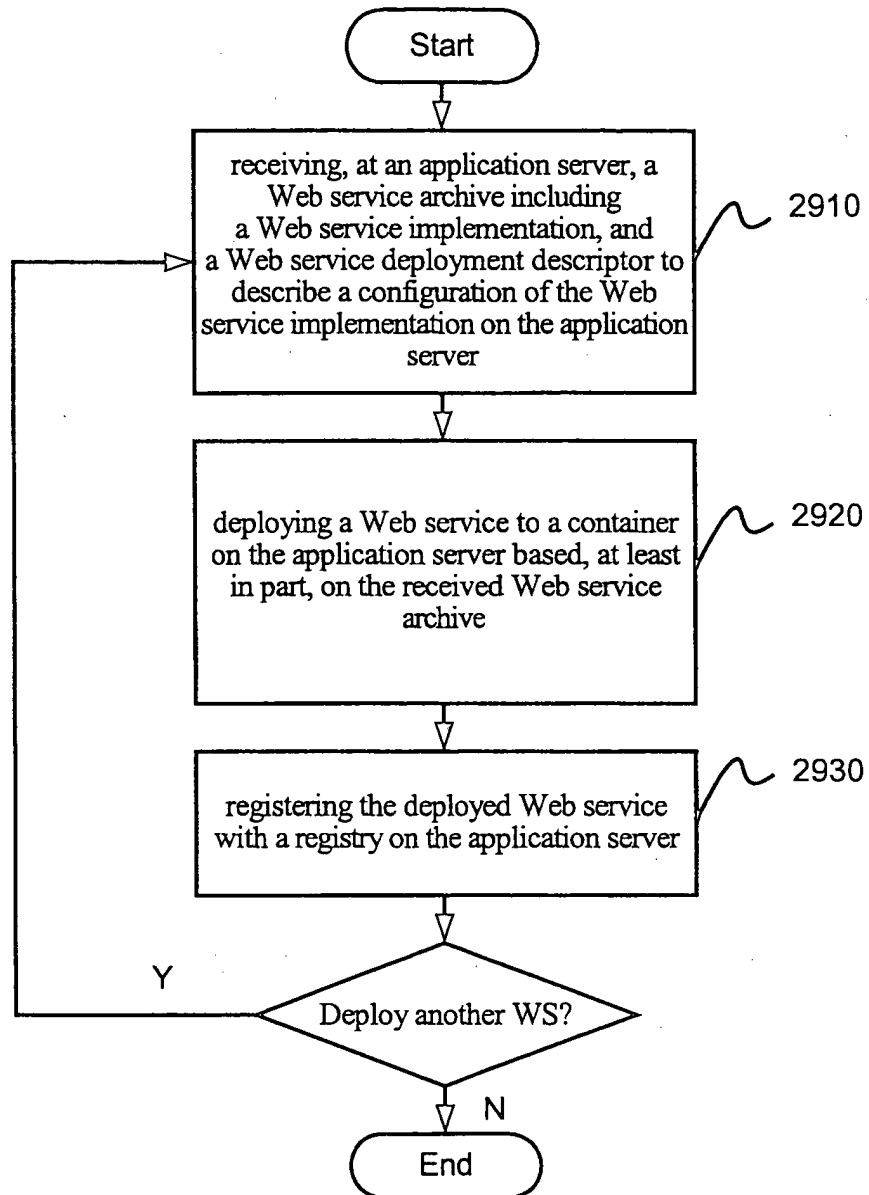 Start
receiving, at an application server, a
Web service archive including
a Web service implementation, and
a Web service deployment descriptor to
describe a configuration of the Web
service implementation on the application
server
2910
deploying a Web service to a container
on the application server based, at least
in part, on the received Web service
archive
2920
registering the deployed Web service
with a registry on the application server
2930
Deploy another WS?
Y
N
End